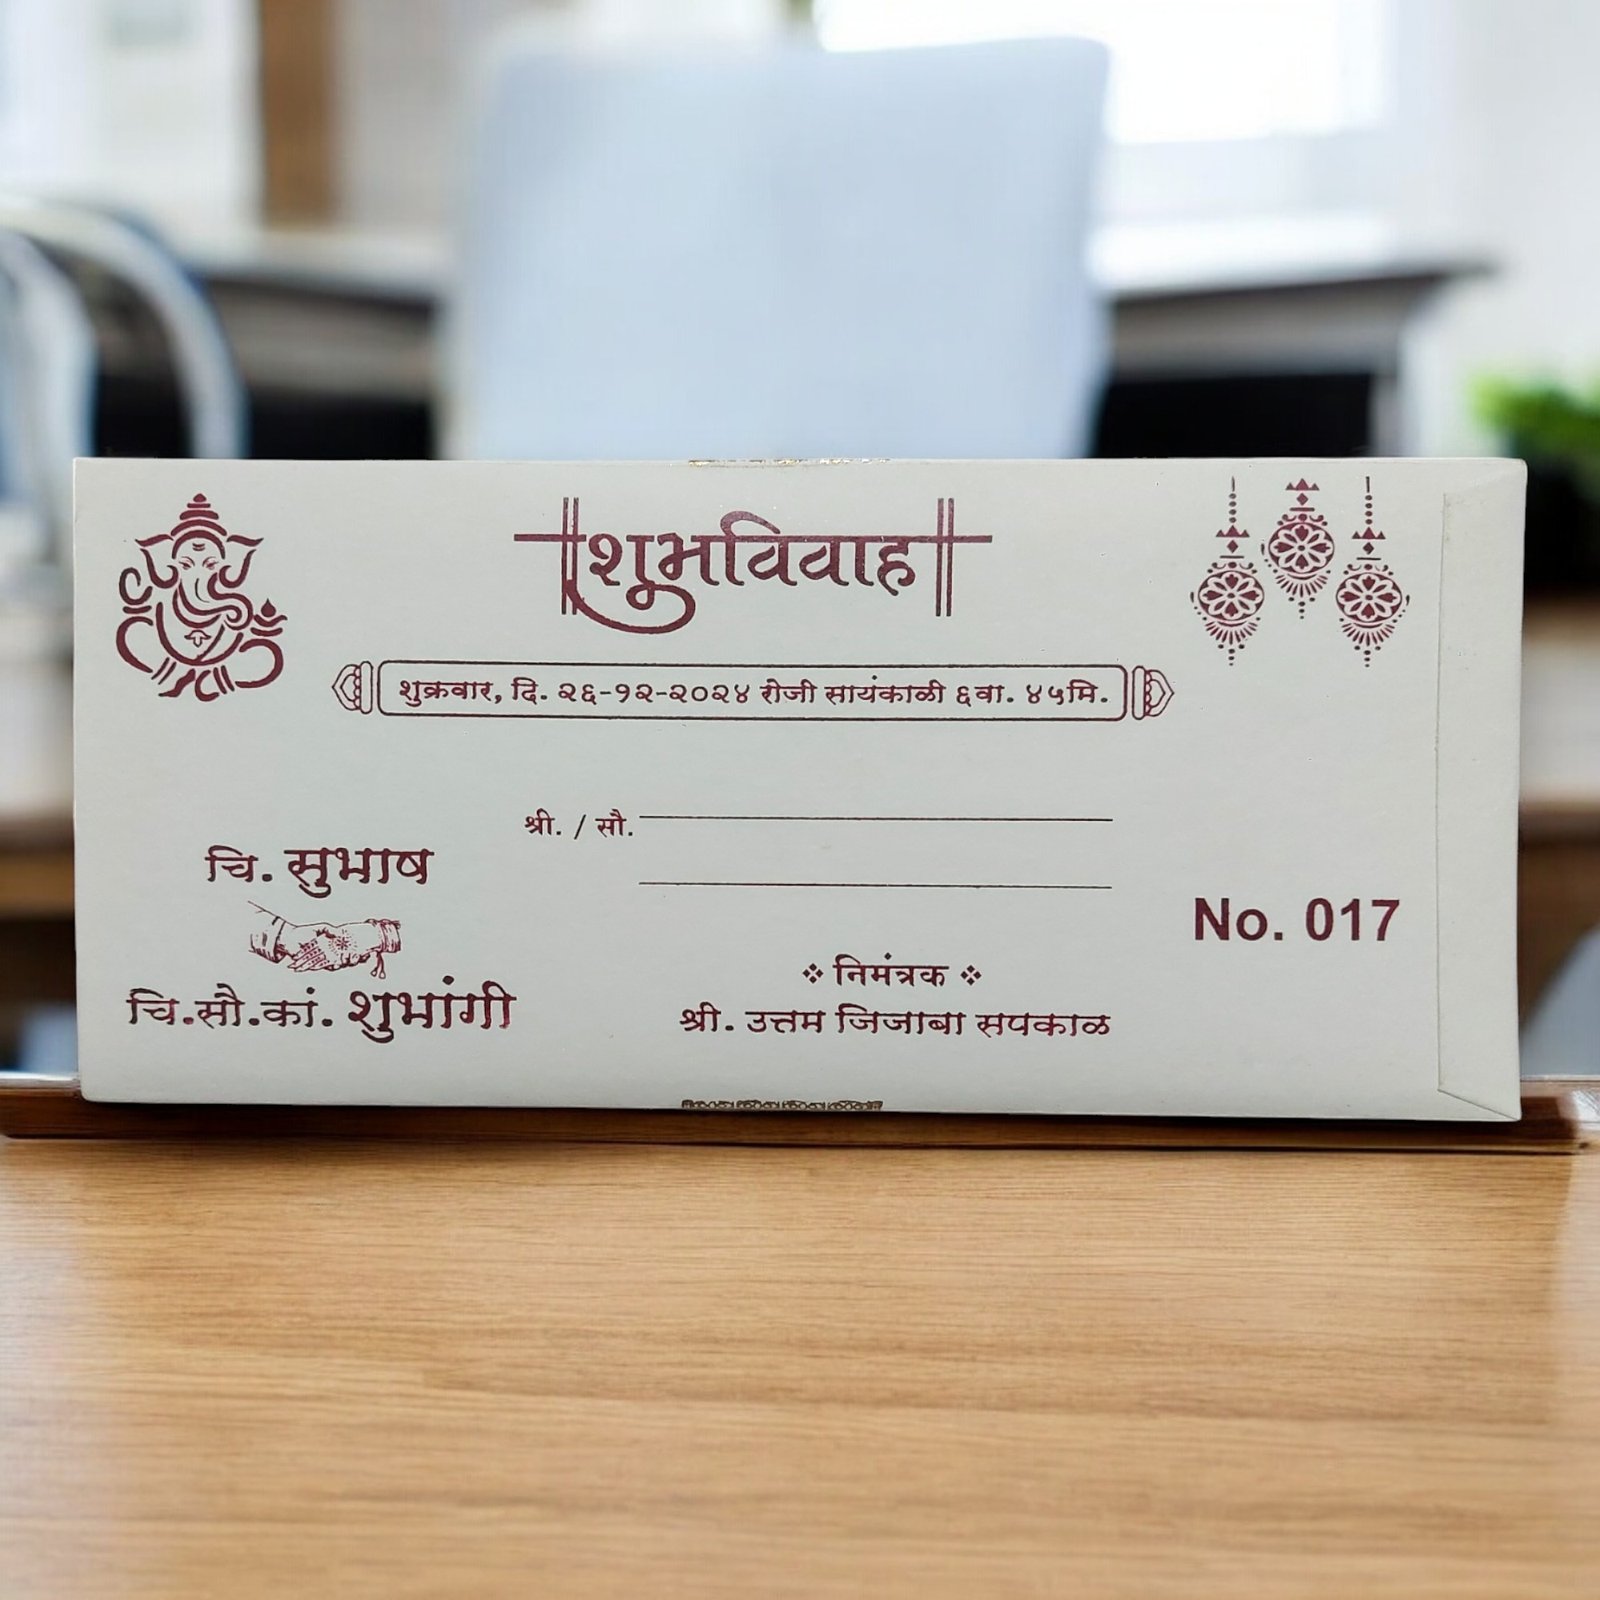 शुभविवाह
शुक्रवार, दि. २६-१२-२०२४ रोजी सायंकाळी ६वा. ४५मि.
श्री. / सौ.
चि. सुभाष
चि.सौ.कां. शुभांगी
No. 017
निमंत्रक
श्री. उत्तम जिजाबा सपकाळ